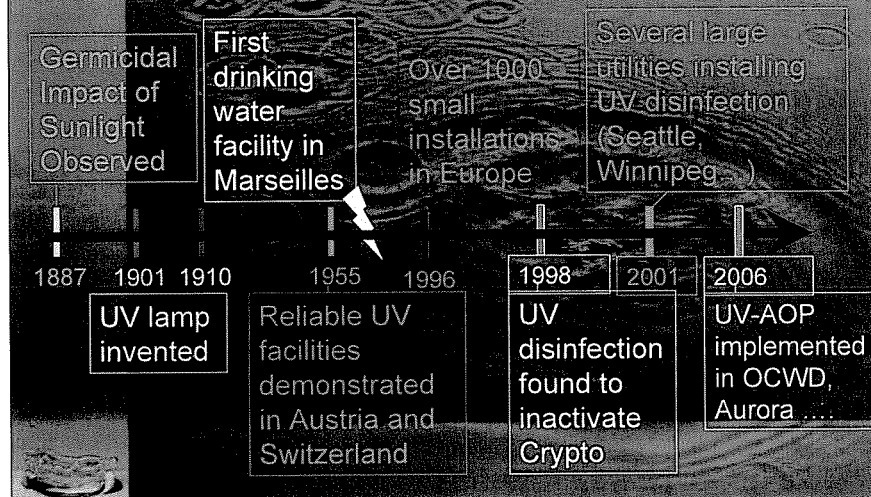 Germicidal
Impact of
Sunlight
Observed
First
drinking
water
facility in
Marseilles
Over 1000
small
installations
in Europe
Several large
utilities installing
UV disinfection
(Seattle,
Winnipeg...)
1887
1901
1910
1955
1996
1998
2001
2006
UV lamp
invented
Reliable UV
facilities
demonstrated
in Austria and
Switzerland
UV
disinfection
found to
inactivate
Crypto
UV-AOP
implemented
in OCWD,
Aurora ....